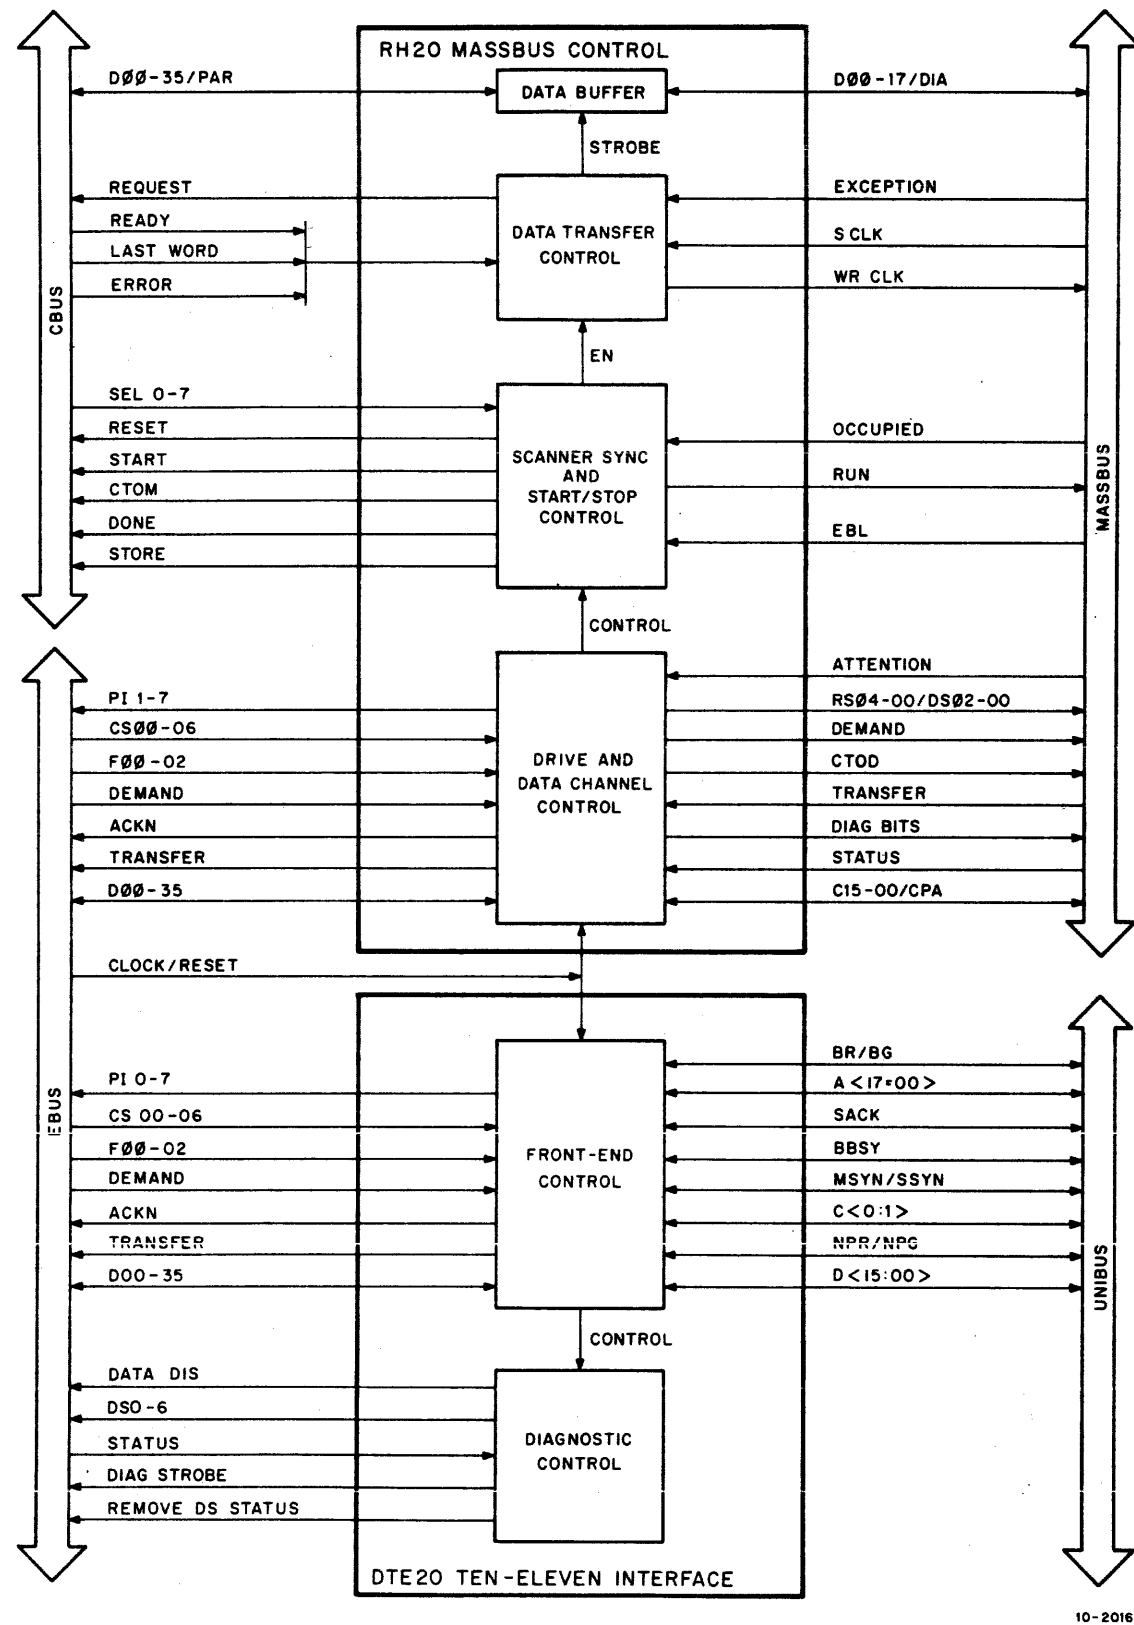 RH20 MASSBUS CONTROL
DØØ-35/PAR
DATA BUFFER
DØØ-17/DIA
STROBE
REQUEST
EXCEPTION
READY
DATA TRANSFER
CONTROL
S CLK
LAST WORD
WR CLK
ERROR
CBUS
EN
SEL 0-7
RESET
OCCUPIED
START
SCANNER SYNC
AND
START/STOP
CONTROL
RUN
CTOM
DONE
EBL
STORE
MASSBUS
CONTROL
ATTENTION
PI 1-7
RSØ4-00/DSØ2-00
CSØØ-06
DEMAND
FØØ-02
DRIVE AND
DATA CHANNEL
CONTROL
CTOD
DEMAND
TRANSFER
ACKN
DIAG BITS
TRANSFER
STATUS
DØØ-35
C15-00/CPA
CLOCK/RESET
BR/BG
PI 0-7
A<17=00>
EBUS
CS 00-06
SACK
FØØ-02
FRONT-END
CONTROL
BBSY
DEMAND
MSYN/SSYN
ACKN
C<0:1>
TRANSFER
NPR/NPG
D00-35
D<15:00>
UNIBUS
CONTROL
DATA DIS
DS0-6
STATUS
DIAGNOSTIC
CONTROL
DIAG STROBE
REMOVE DS STATUS
DTE20 TEN-ELEVEN INTERFACE
10-2016